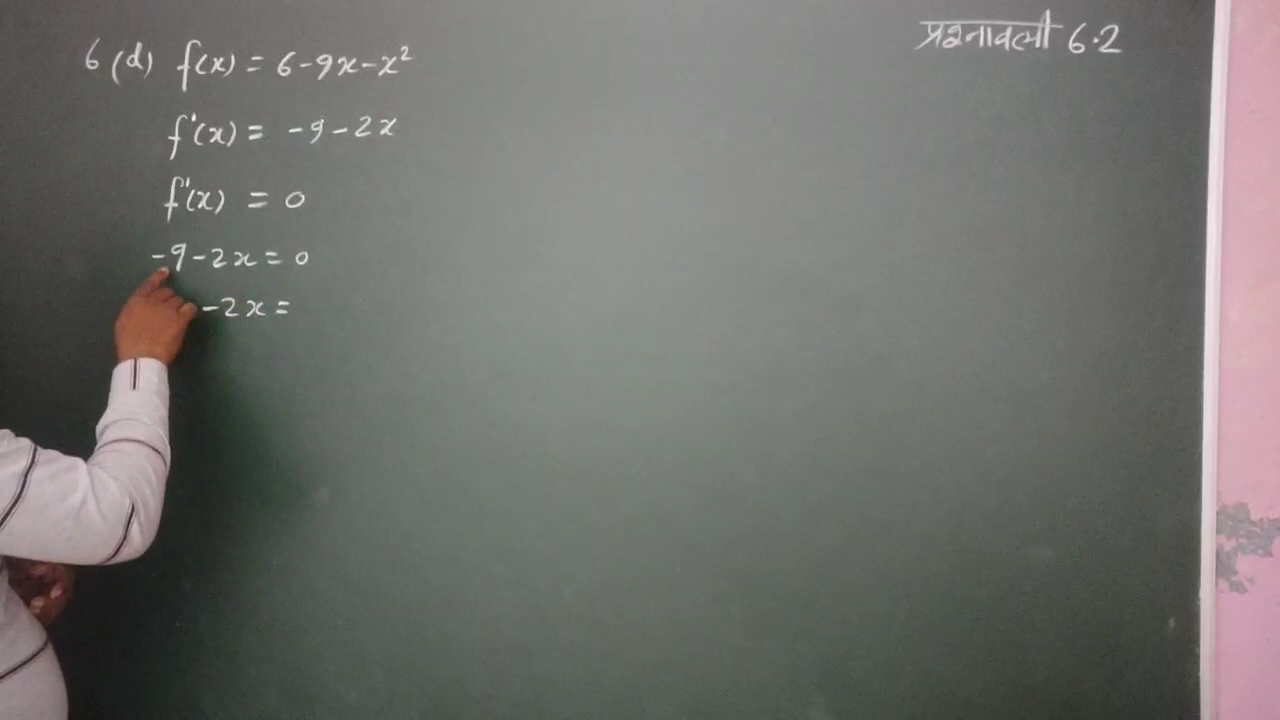 प्रश्नावली 6.2
6 (d) f(x) = 6-9x-x²
f'(x) = -9-2x
f'(x) = 0
-9-2x=0
-2x=